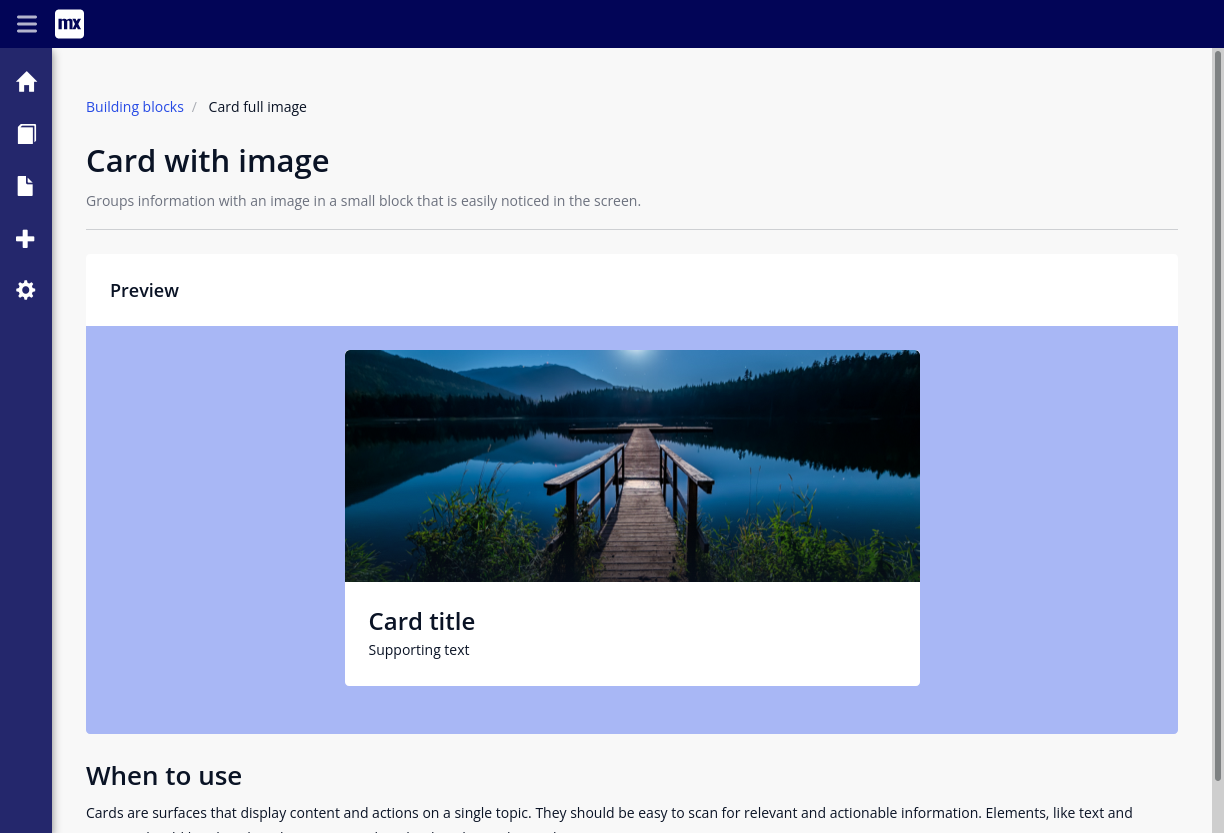 mx
Building blocks / Card full image
Card with image
Groups information with an image in a small block that is easily noticed in the screen.
Preview
Card title
Supporting text
When to use
Cards are surfaces that display content and actions on a single topic. They should be easy to scan for relevant and actionable information. Elements, like text and